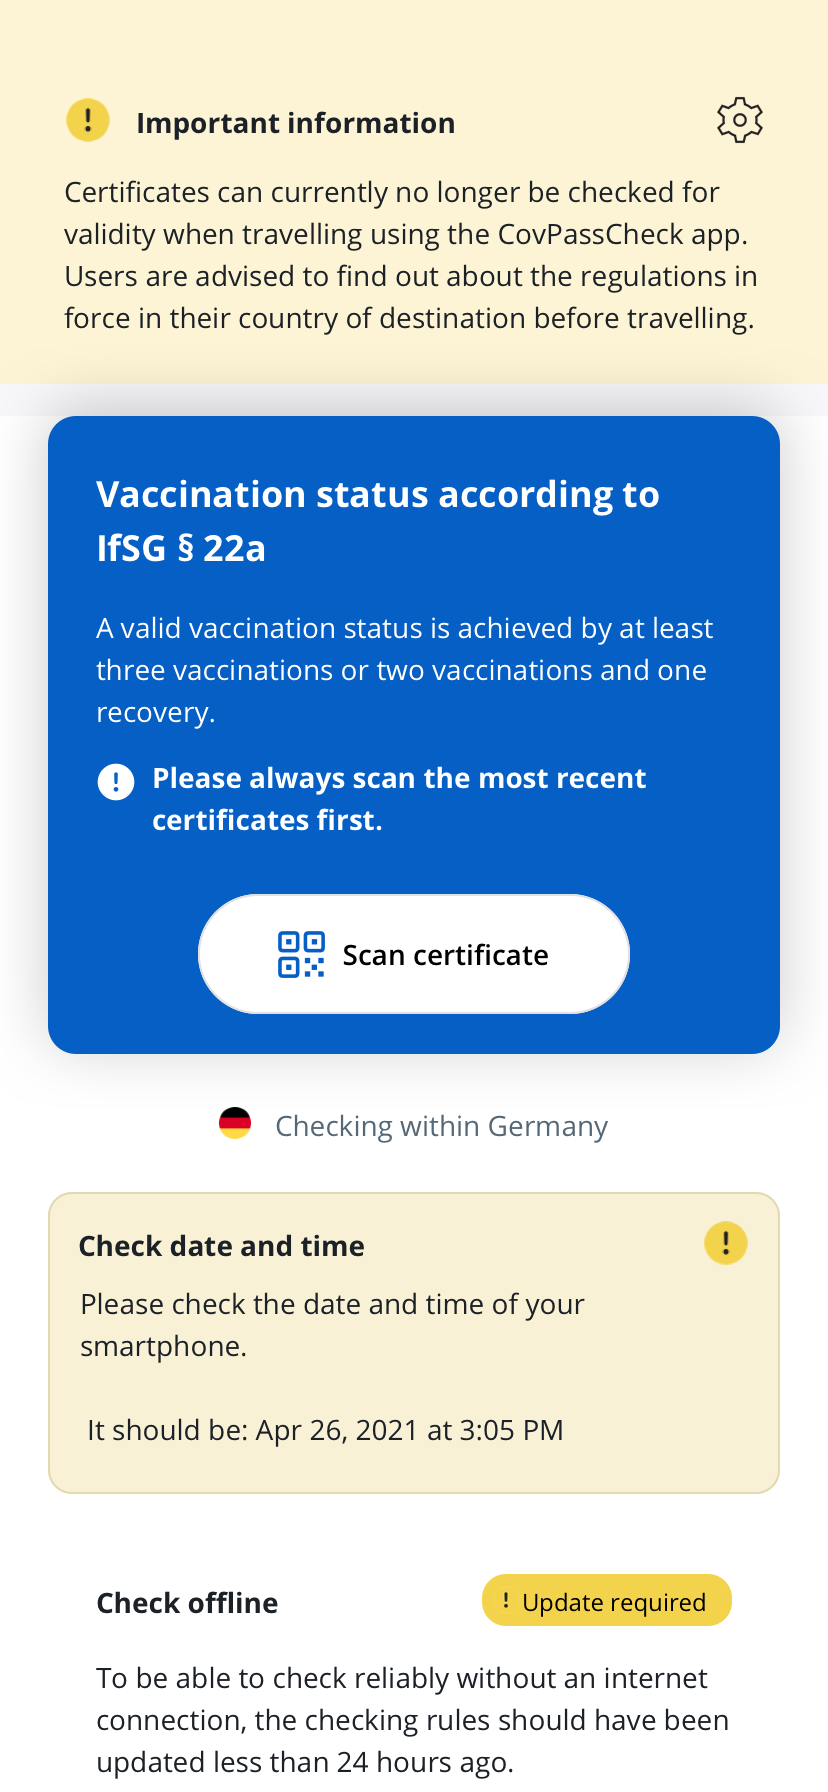 Important information
Certificates can currently no longer be checked for
validity when travelling using the CovPassCheck app.
Users are advised to find out about the regulations in
force in their country of destination before travelling.
Vaccination status according to
IfSG § 22a
A valid vaccination status is achieved by at least
three vaccinations or two vaccinations and one
recovery.
Please always scan the most recent
certificates first.
Scan certificate
Checking within Germany
Check date and time
Please check the date and time of your
smartphone.
It should be: Apr 26, 2021 at 3:05 PM
Check offline
! Update required
To be able to check reliably without an internet
connection, the checking rules should have been
updated less than 24 hours ago.